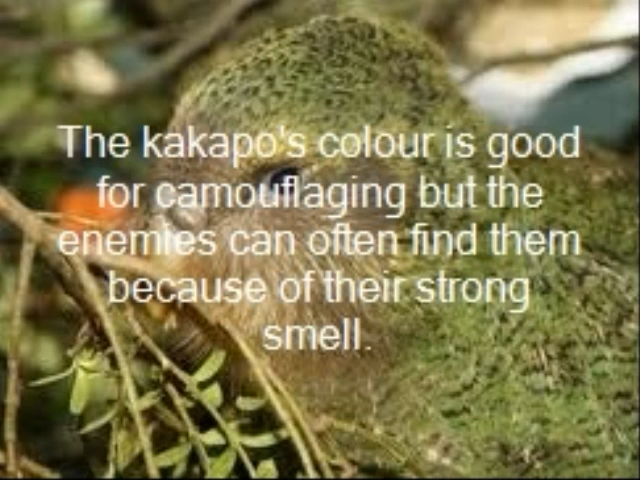 The kakapo's colour is good
for camouflaging but the
enemies can often find them
because of their strong
smell.